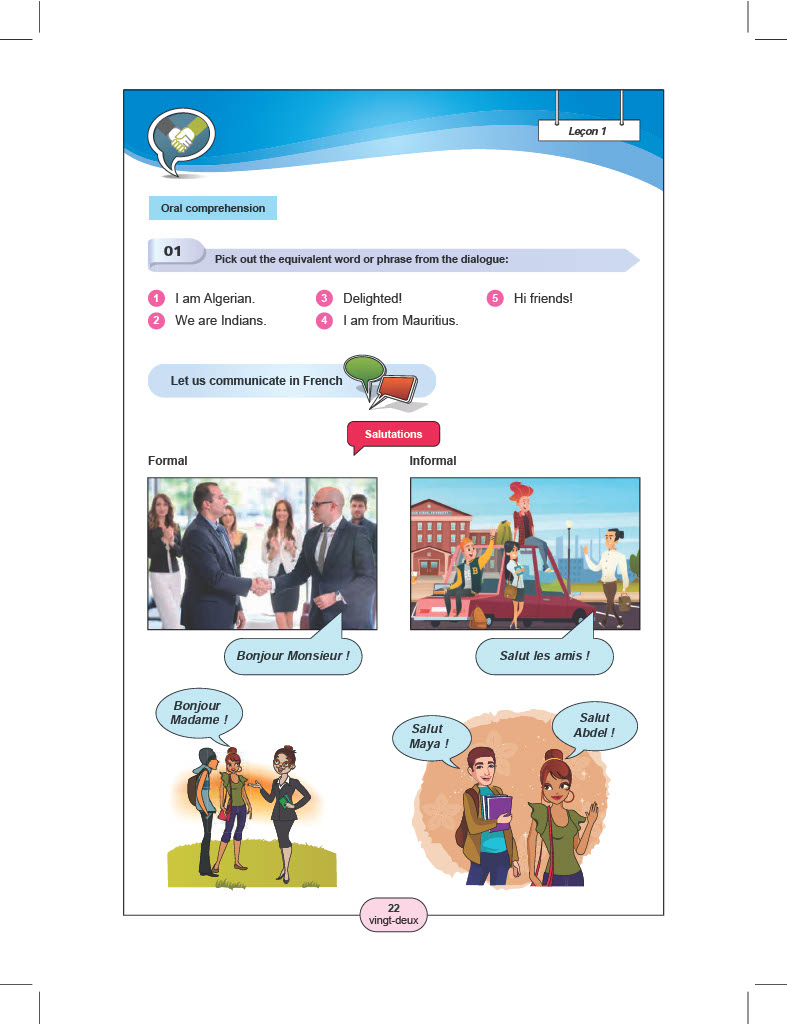 Leçon 1
Oral comprehension
01
Pick out the equivalent word or phrase from the dialogue:
1 I am Algerian.
3 Delighted!
5 Hi friends!
2 We are Indians.
4 I am from Mauritius.
Let us communicate in French
Salutations
Formal
Informal
Bonjour Monsieur !
Salut les amis !
Bonjour
Madame !
Salut
Maya !
Salut
Abdel !
22
vingt-deux